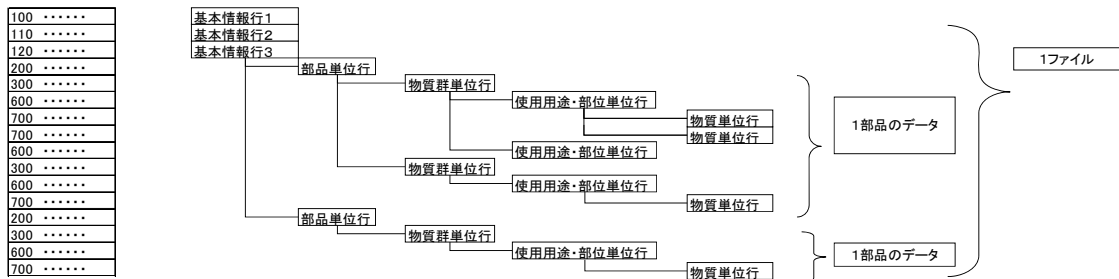 100 ‥‥‥ 基本情報行1
110 ‥‥‥ 基本情報行2
120 ‥‥‥ 基本情報行3
1ファイル
200 ‥‥‥ 部品単位行
300 ‥‥‥ 物質群単位行
600 ‥‥‥ 使用用途・部位単位行
700 ‥‥‥ 物質単位行
1部品のデータ
700 ‥‥‥ 物質単位行
600 ‥‥‥ 使用用途・部位単位行
300 ‥‥‥ 物質群単位行
600 ‥‥‥ 使用用途・部位単位行
700 ‥‥‥ 物質単位行
200 ‥‥‥ 部品単位行
300 ‥‥‥ 物質群単位行
600 ‥‥‥ 使用用途・部位単位行 1部品のデータ
700 ‥‥‥ 物質単位行